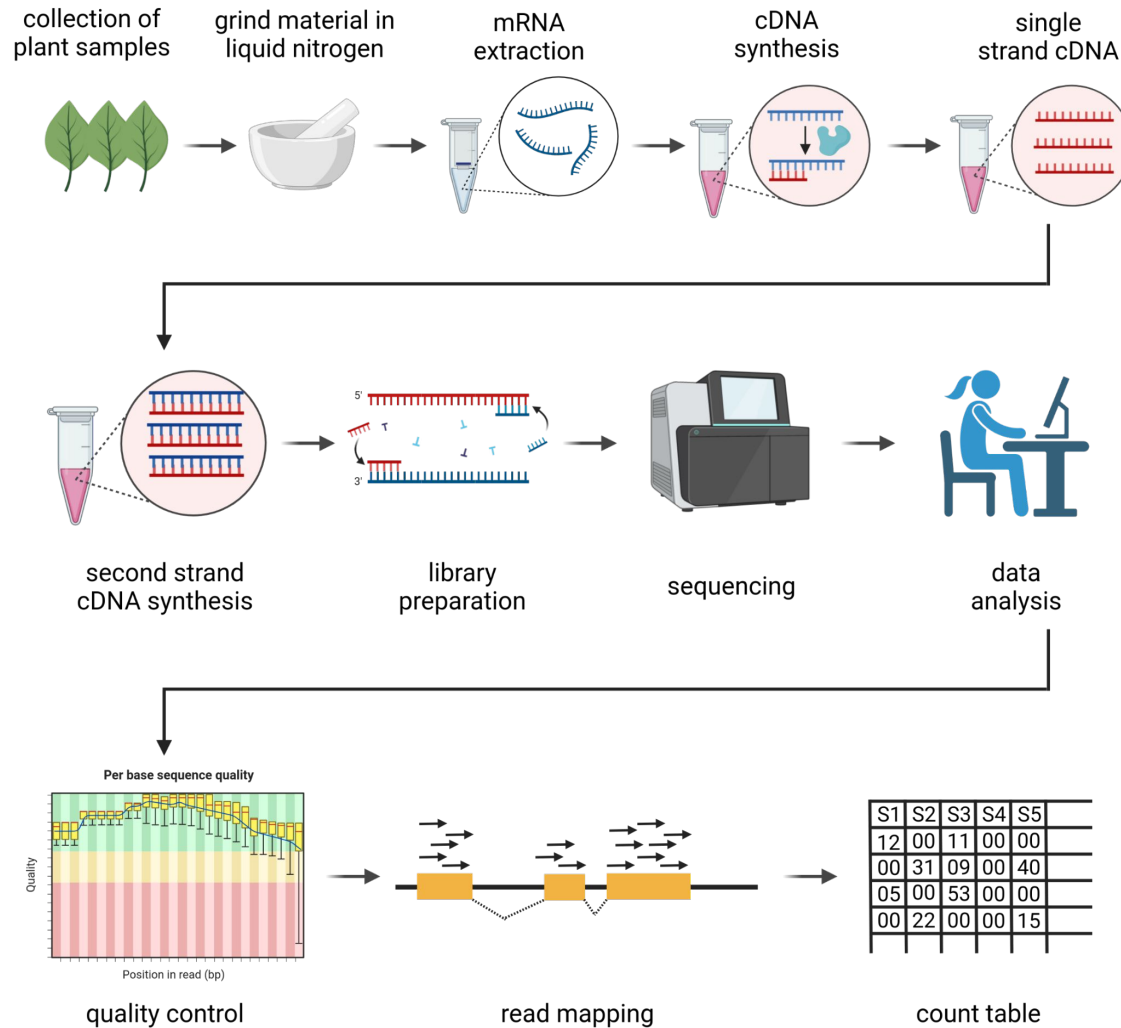 collection of
plant samples
grind material in
liquid nitrogen
mRNA
extraction
cDNA
synthesis
single
strand cDNA
5'
3'
second strand
cDNA synthesis
library
preparation
sequencing
data
analysis
Per base sequence quality
Quality
Position in read (bp)
S1 S2 S3 S4 S5
12 00 11 00 00
00 31 09 00 40
05 00 53 00 00
00 22 00 00 15
quality control
read mapping
count table